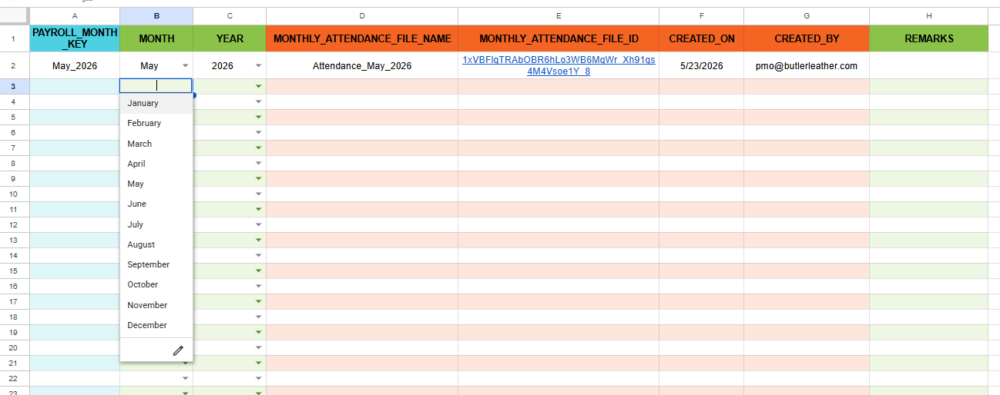 A B C D E F G H
1 PAYROLL_MONTH
_KEY MONTH YEAR MONTHLY_ATTENDANCE_FILE_NAME MONTHLY_ATTENDANCE_FILE_ID CREATED_ON CREATED_BY REMARKS
2 May_2026 May 2026 Attendance_May_2026 5/23/2026 pmo@butlerleather.com
3
January
4
February
5
6
March
7
April
8
May
9
10
June
11
July
12
August
13
September
14
15
October
16
November
17
December
18
19
20
21
22
23